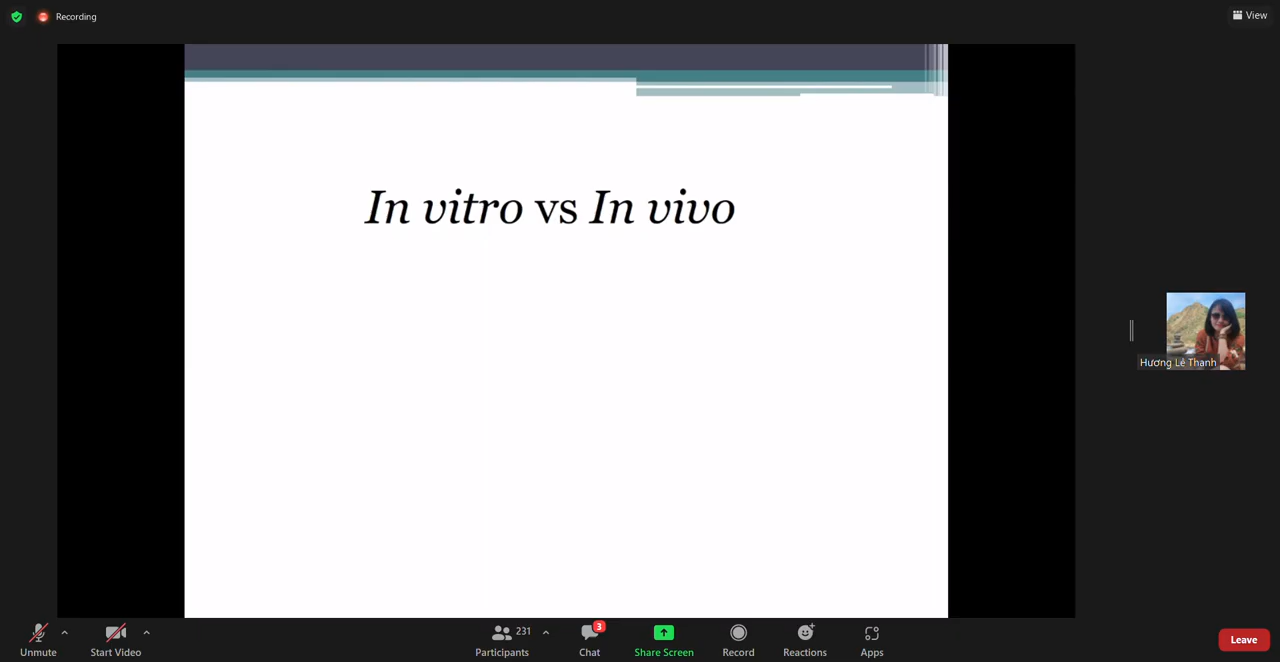 Recording
View
In vitro vs In vivo
Hương Lê Thanh
Unmute
Start Video
231
Participants
3
Chat
Share Screen
Record
Reactions
Apps
Leave